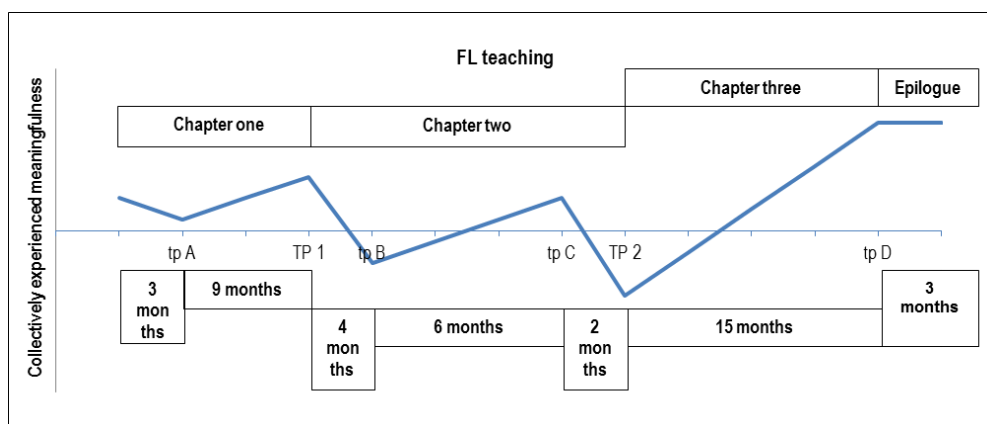 FL teaching
Collectively experienced meaningfulness
Chapter three
Epilogue
Chapter one
Chapter two
tp A
TP 1
tp B
tp C
TP 2
tp D
3
mon
ths
9 months
4
mon
ths
6 months
2
mon
ths
15 months
3
months